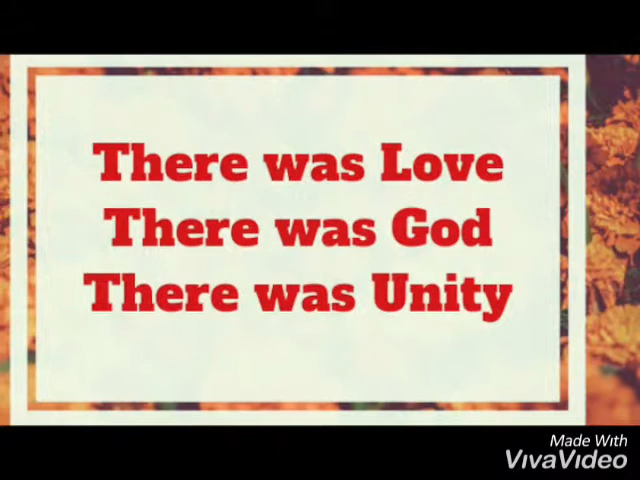 There was Love
There was God
There was Unity
Made With
VivaVideo